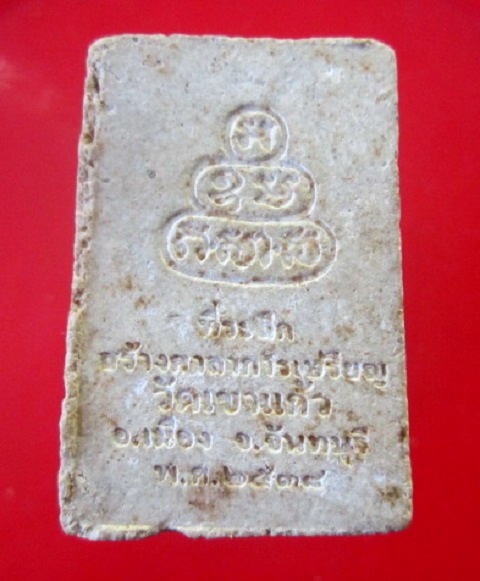 ที่ระฦก
สร้างศาลาการเปรียญ
วัดเขาแก้ว
อ.เมือง จ.จันทบุรี
พ.ศ.๒๕๓๘